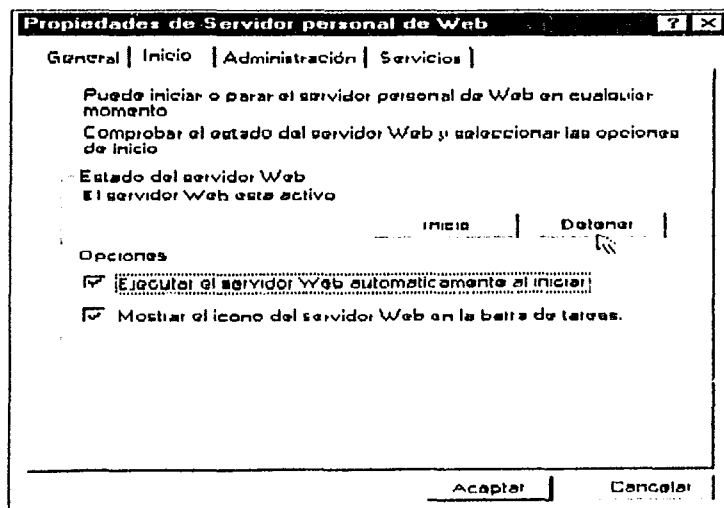 Propiedades de Servidor personal de Web ? X
General Inicio Administración Servicios
Puede iniciar o parar el servidor personal de Web en cualquier
momento
Comprobar el estado del servidor Web y seleccionar las opciones
de inicio
Estado del servidor Web
El servidor Web esta activo
Inicio Detener
Opciones
Ejecutar el servidor Web automaticamente al iniciar
Mostrar el icono del servidor Web en la barra de tareas.
Aceptar Cancelar